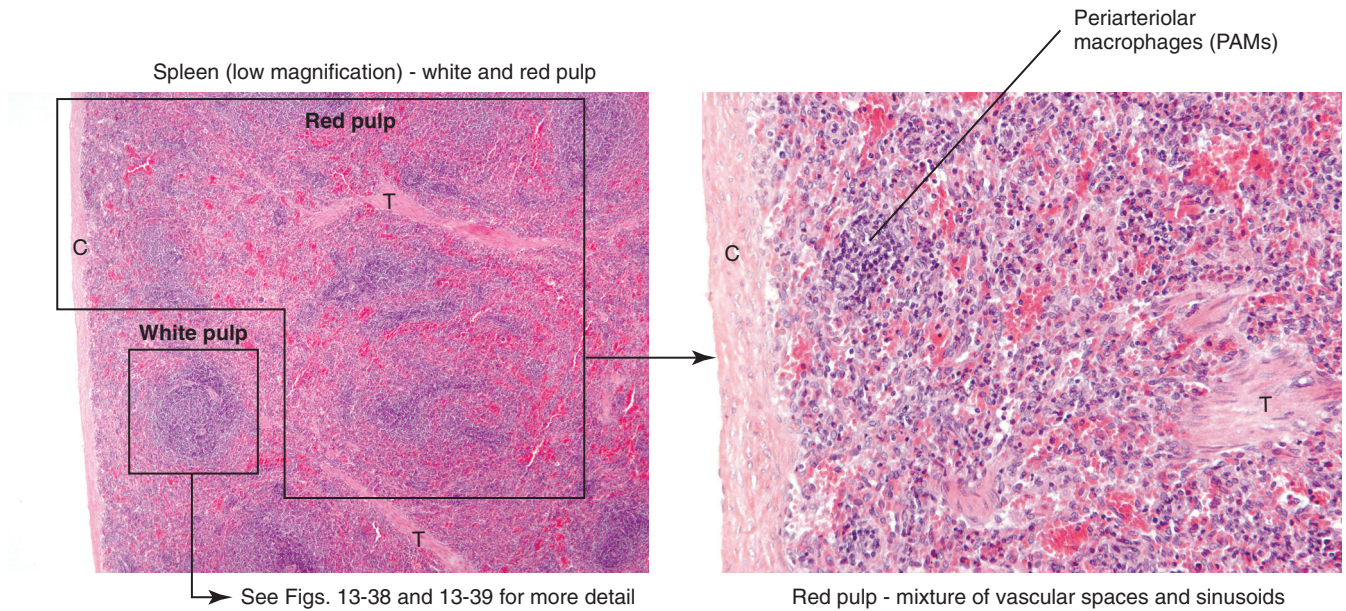 Periarteriolar
macrophages (PAMs)
Spleen (low magnification) - white and red pulp
Red pulp
T
C
White pulp
T
C
T
See Figs. 13-38 and 13-39 for more detail
Red pulp - mixture of vascular spaces and sinusoids